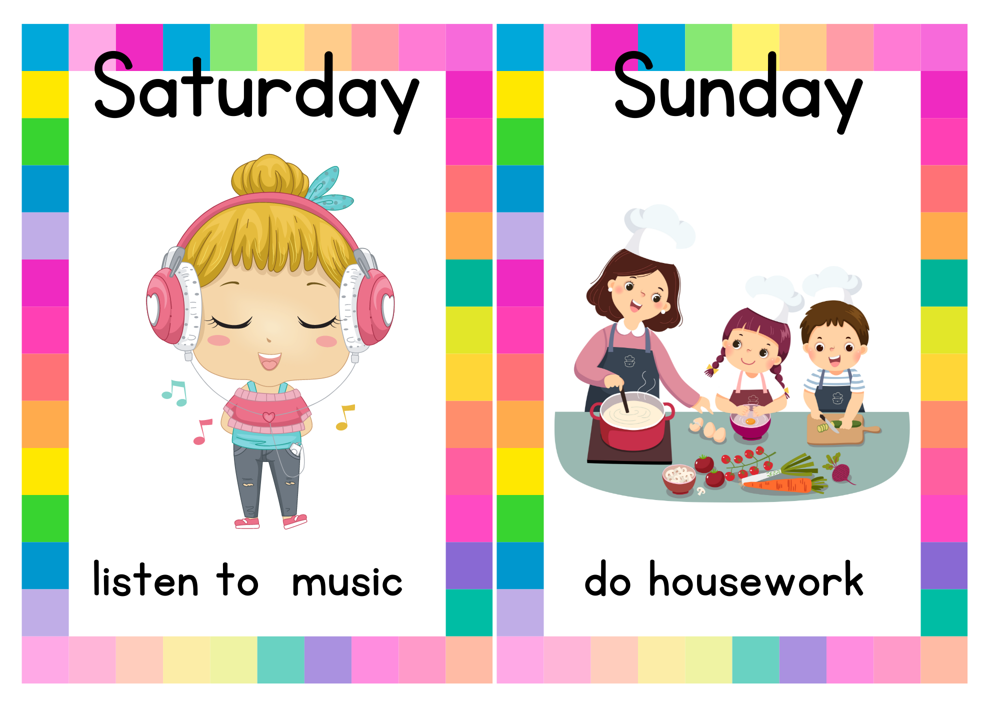 Saturday
listen to music
Sunday
do housework